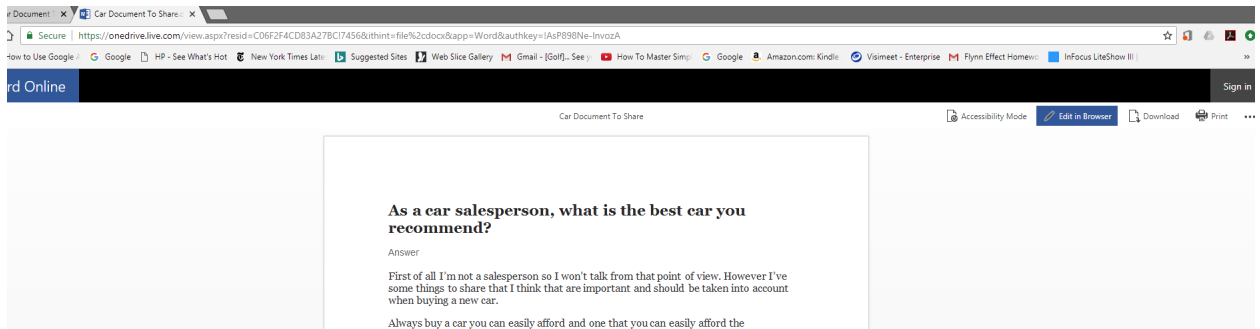 r Document T
Car Document To Share.d
Secure | https://onedrive.live.com/view.aspx?resid=C06F2F4CD83A27BC!7456&ithint=file%2cdocx&app=Word&authkey=!AsP898Ne-InvozA
How to Use Google A
Google
HP - See What's Hot
New York Times Late
Suggested Sites
Web Slice Gallery
Gmail - [Golf]... See y
How To Master Simp
Google
Amazon.com: Kindle
Visimeet - Enterprise
Flynn Effect Homewo
InFocus LiteShow III |
»
rd Online
Sign in
Car Document To Share
Accessibility Mode
Edit in Browser
Download
Print
As a car salesperson, what is the best car you
recommend?
Answer
First of all I'm not a salesperson so I won't talk from that point of view. However I've
some things to share that I think that are important and should be taken into account
when buying a new car.
Always buy a car you can easily afford and one that you can easily afford the